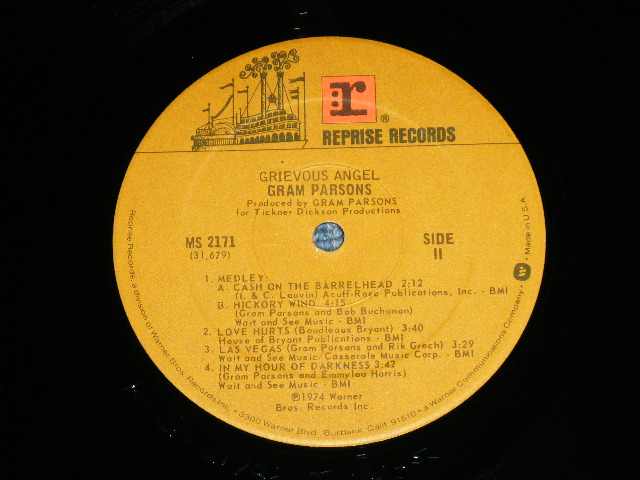 r
®
REPRISE RECORDS
GRIEVOUS ANGEL
GRAM PARSONS
Produced by GRAM PARSONS
for Tickner-Dickson Productions
MS 2171
(31,679)
SIDE
II
1. MEDLEY:
A. CASH ON THE BARRELHEAD 2:12
(I. & C. Louvin) Acuff-Rose Publications, Inc. - BMI
B. HICKORY WIND 4:15
(Gram Parsons and Bob Buchanon)
Wait and See Music - BMI
2. LOVE HURTS (Boudleaux Bryant) 3:40
House of Bryant Publications - BMI
3. LAS VEGAS (Gram Parsons and Rik Grech) 3:29
Wait and See Music/Casserole Music Corp. - BMI
4. IN MY HOUR OF DARKNESS 3:42
(Gram Parsons and Emmylou Harris)
Wait and See Music - BMI
℗1974 Warner
Bros. Records Inc.
Reprise Records, a division of Warner Bros. Records Inc. • 3300 Warner Blvd., Burbank, Calif. 91510 • a Warner Communications Company • W • Made in U.S.A.